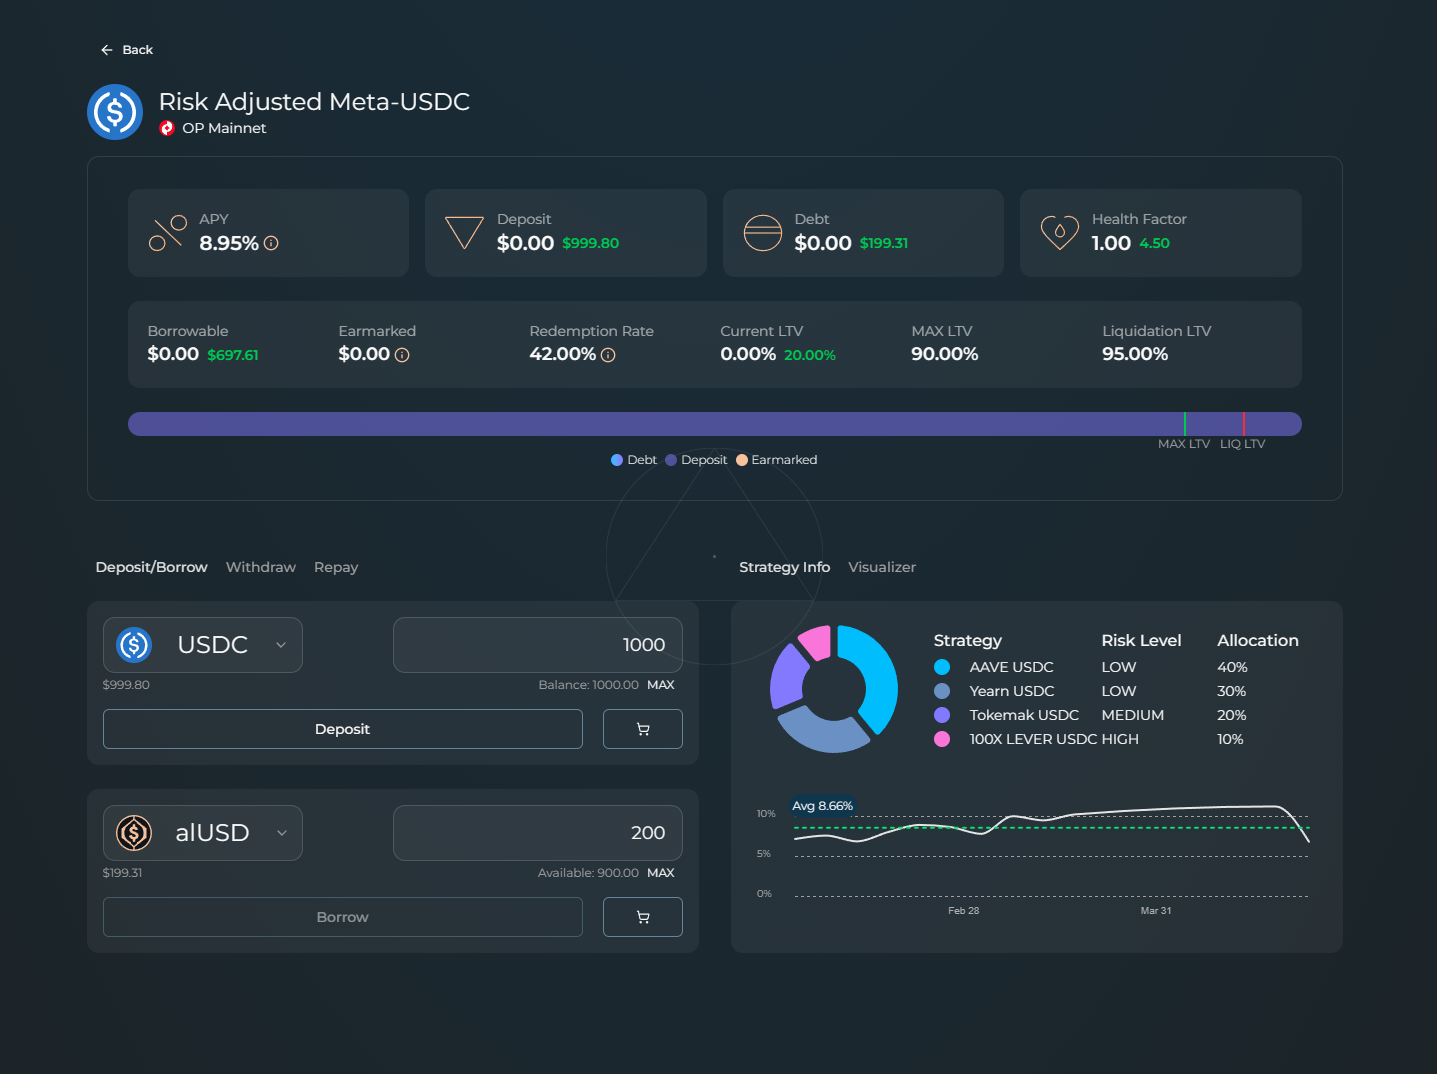 Back
Risk Adjusted Meta-USDC
OP Mainnet
APY
8.95%
Deposit
$0.00 $999.80
Debt
$0.00 $199.31
Health Factor
1.00 4.50
Borrowable
$0.00 $697.61
Earmarked
$0.00
Redemption Rate
42.00%
Current LTV
0.00% 20.00%
MAX LTV
90.00%
Liquidation LTV
95.00%
MAX LTV LIQ LTV
Debt Deposit Earmarked
Deposit/Borrow Withdraw Repay
USDC 1000
$999.80 Balance: 1000.00 MAX
Deposit
alUSD 200
$199.31 Available: 900.00 MAX
Borrow
Strategy Info Visualizer
Strategy Risk Level Allocation
AAVE USDC LOW 40%
Yearn USDC LOW 30%
Tokemak USDC MEDIUM 20%
100X LEVER USDC HIGH 10%
Avg 8.66%
10%
5%
0%
Feb 28 Mar 31